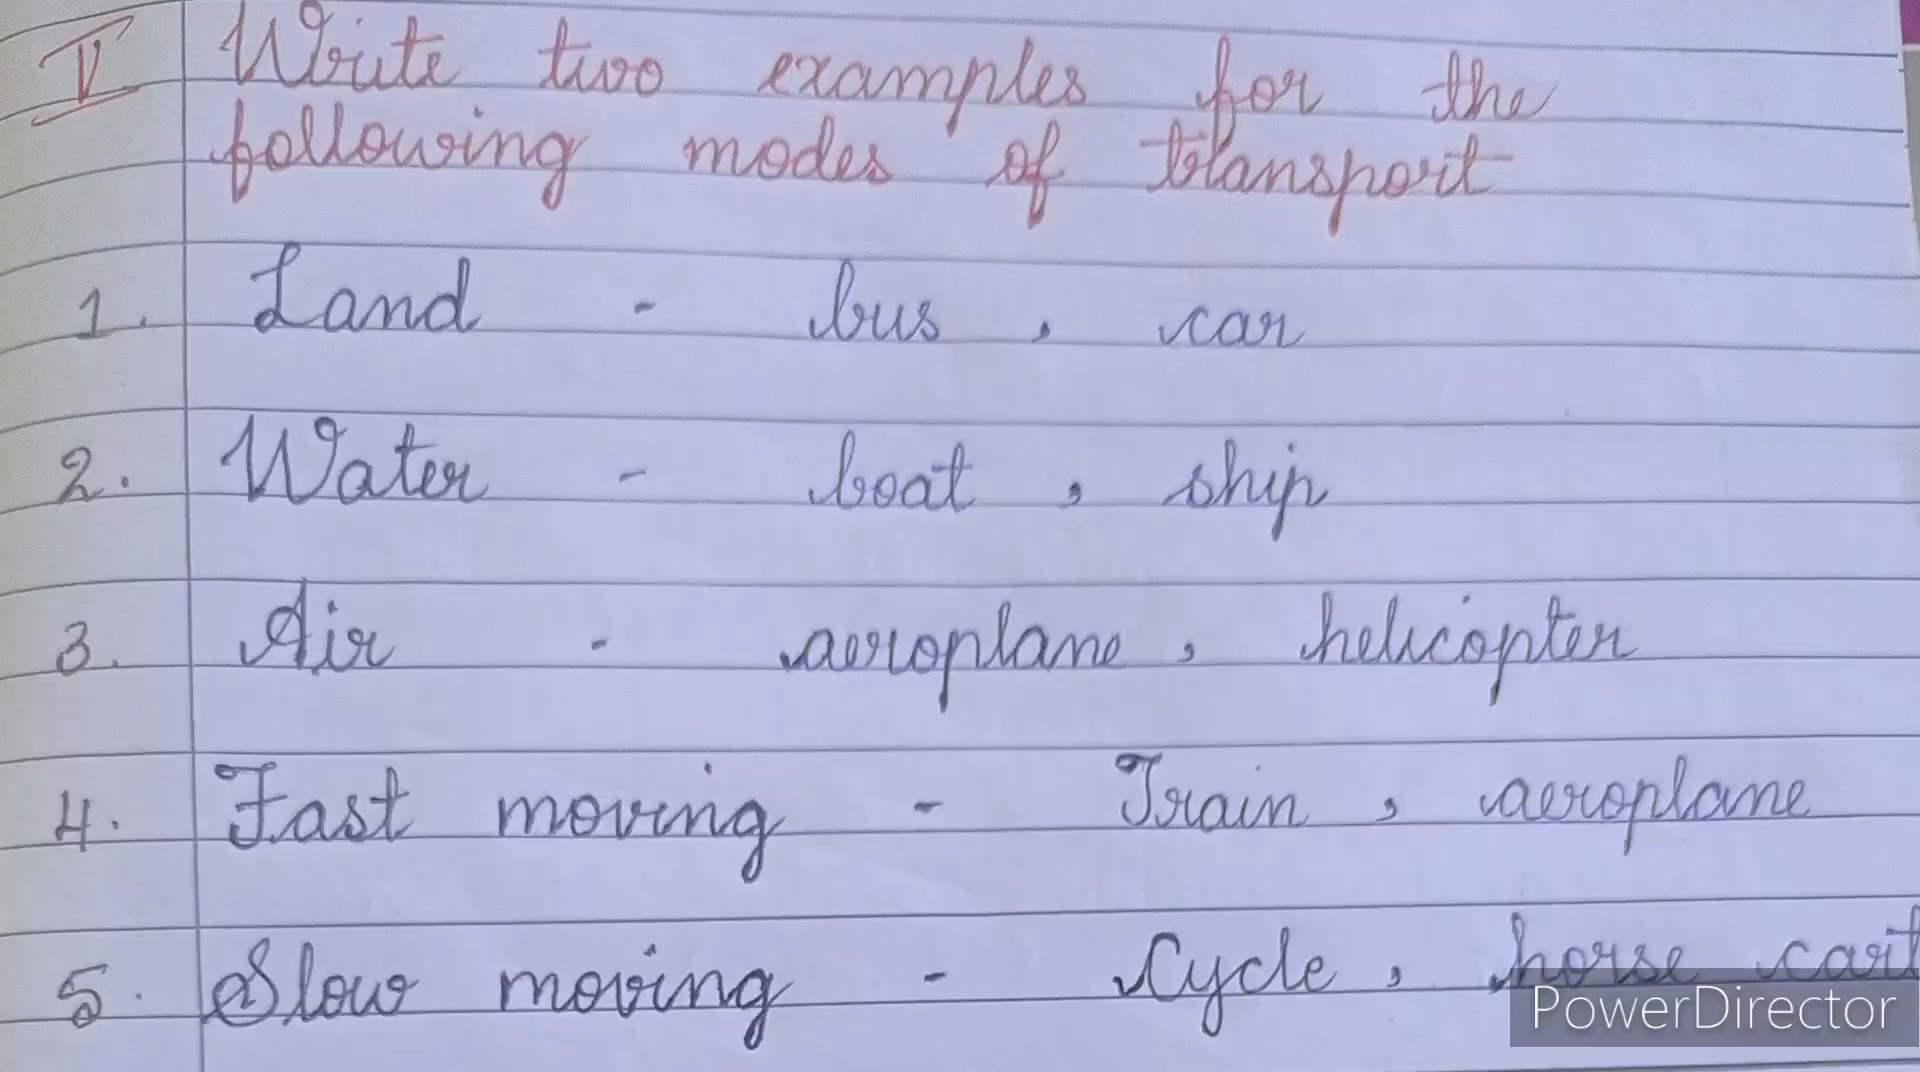 V Write two examples for the
following modes of transport
1. Land - bus, car
2. Water - boat, ship
3. Air - aeroplane, helicopter
4. Fast moving - Train, aeroplane
5. Slow moving - Cycle, horse cart
PowerDirector